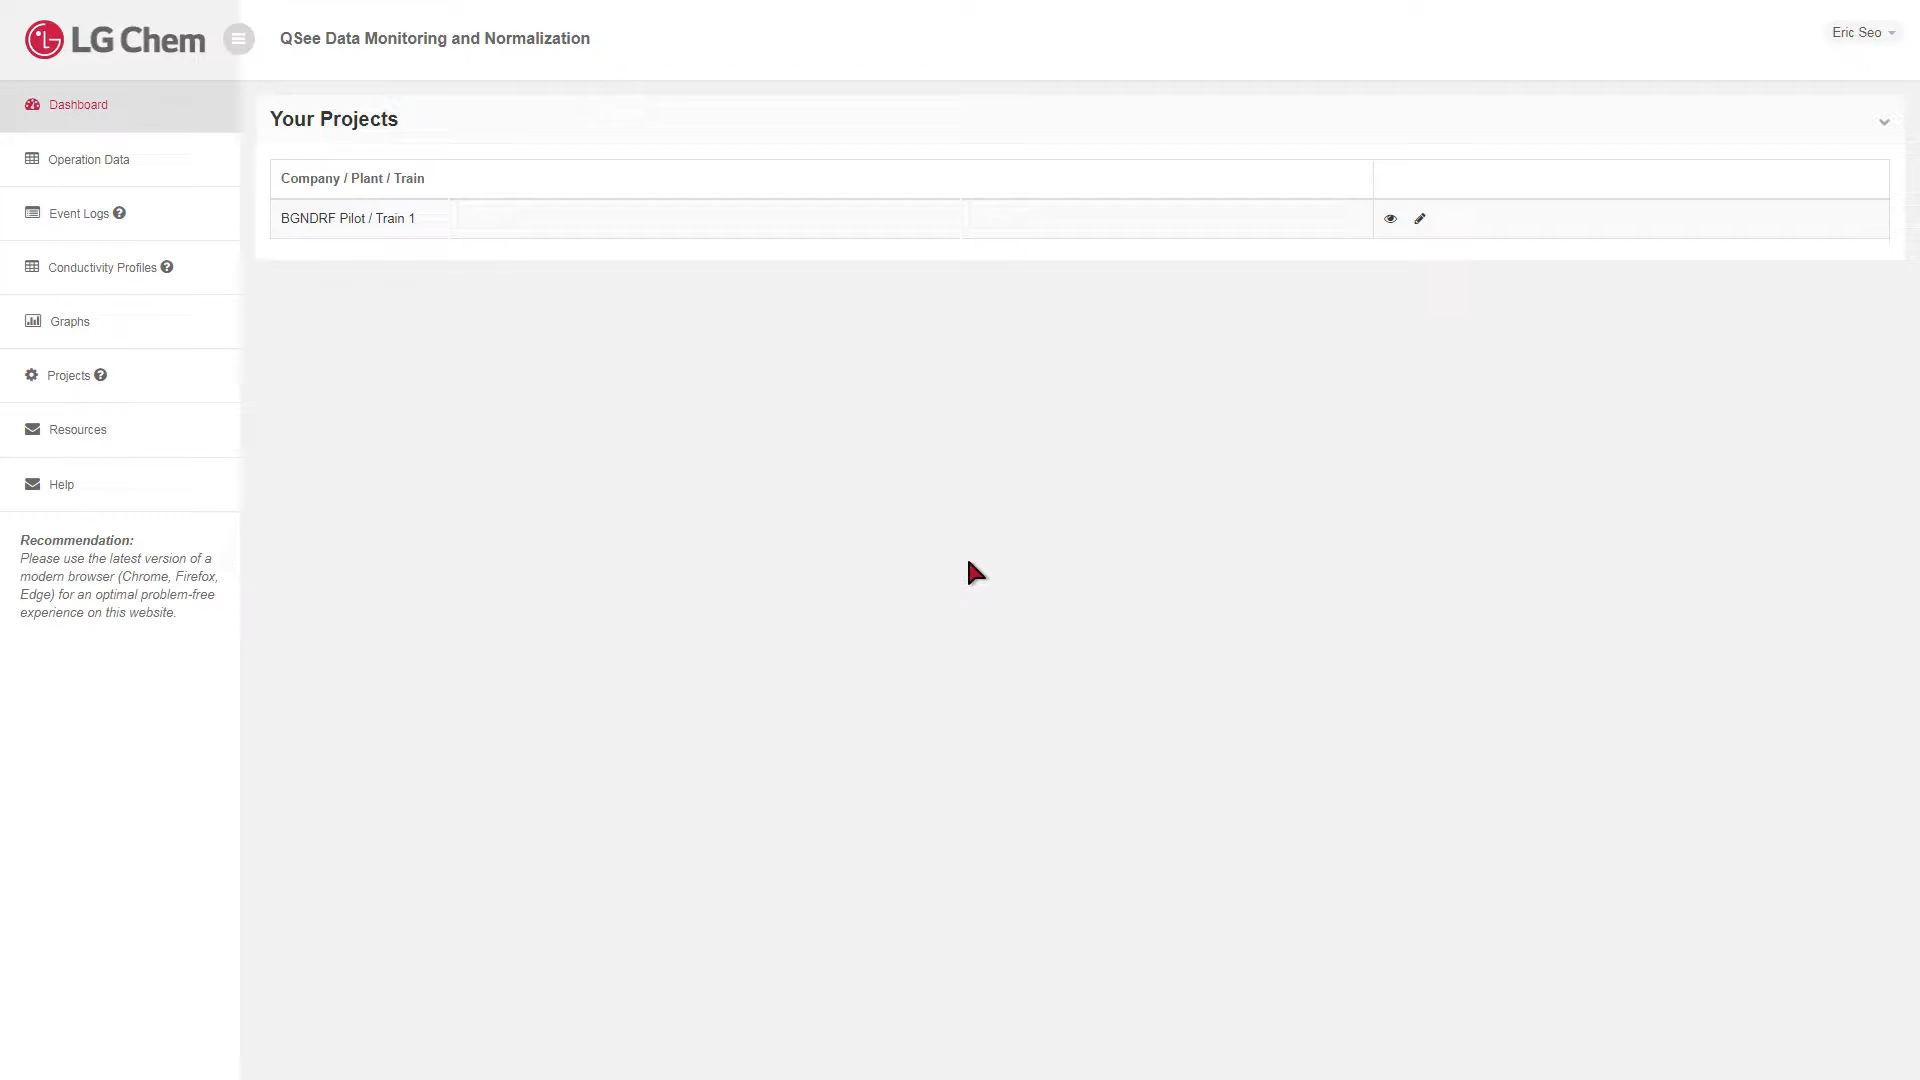 LG Chem
QSee Data Monitoring and Normalization
Eric Seo
Dashboard
Operation Data
Event Logs
Conductivity Profiles
Graphs
Projects
Resources
Help
Recommendation:
Please use the latest version of a
modern browser (Chrome, Firefox,
Edge) for an optimal problem-free
experience on this website.
Your Projects
Company / Plant / Train
BGNDRF Pilot / Train 1